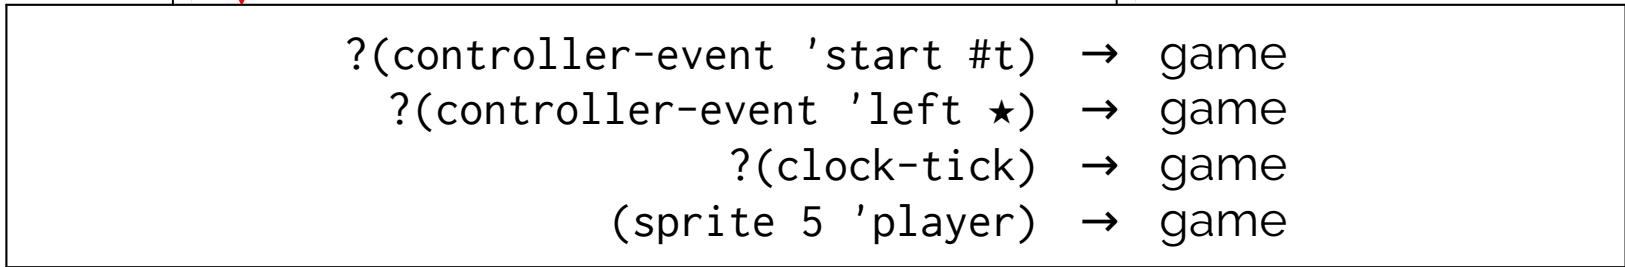 ?(controller-event 'start #t) → game
?(controller-event 'left ★) → game
?(clock-tick) → game
(sprite 5 'player) → game